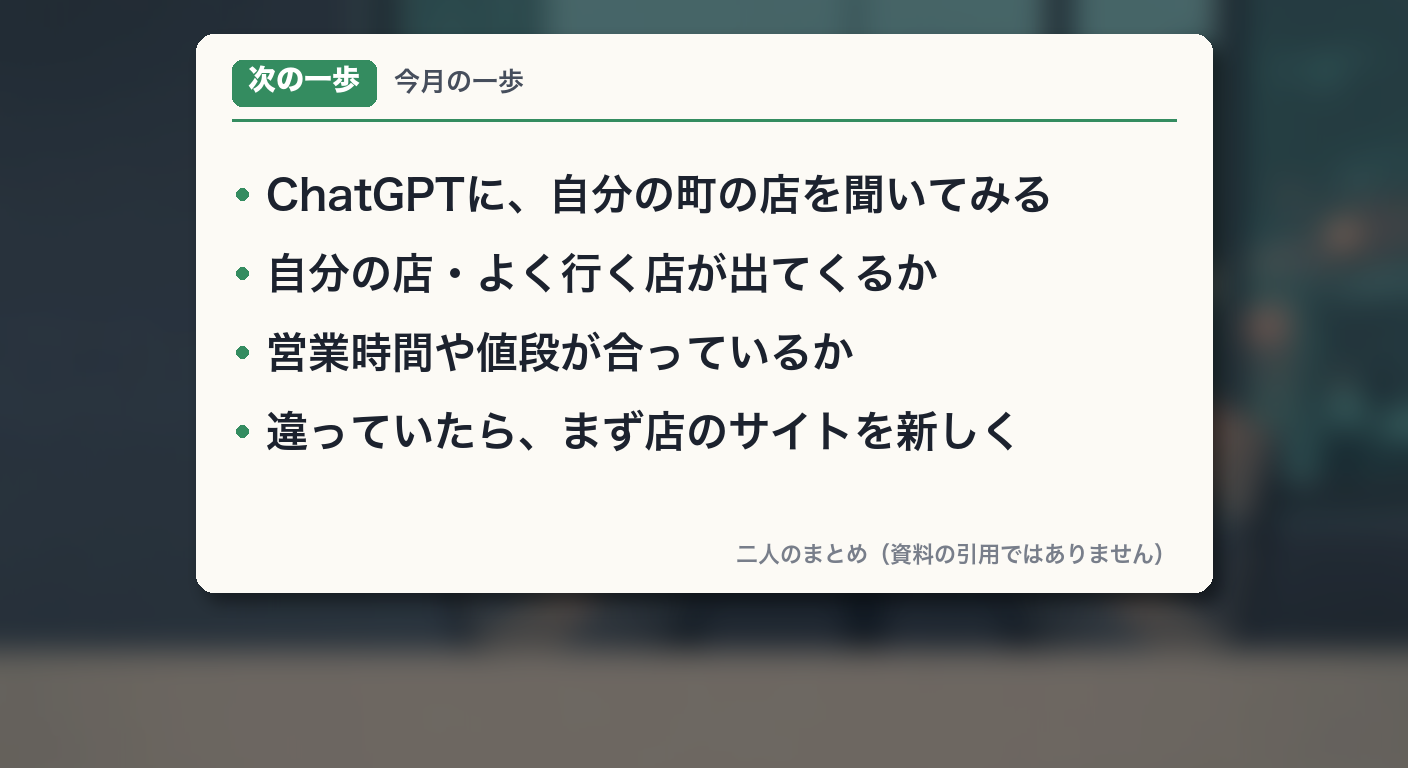 次の一歩 今月の一歩
・ChatGPTに、自分の町の店を聞いてみる
・自分の店・よく行く店が出てくるか
・営業時間や値段が合っているか
・違っていたら、まず店のサイトを新しく
二人のまとめ（資料の引用ではありません）